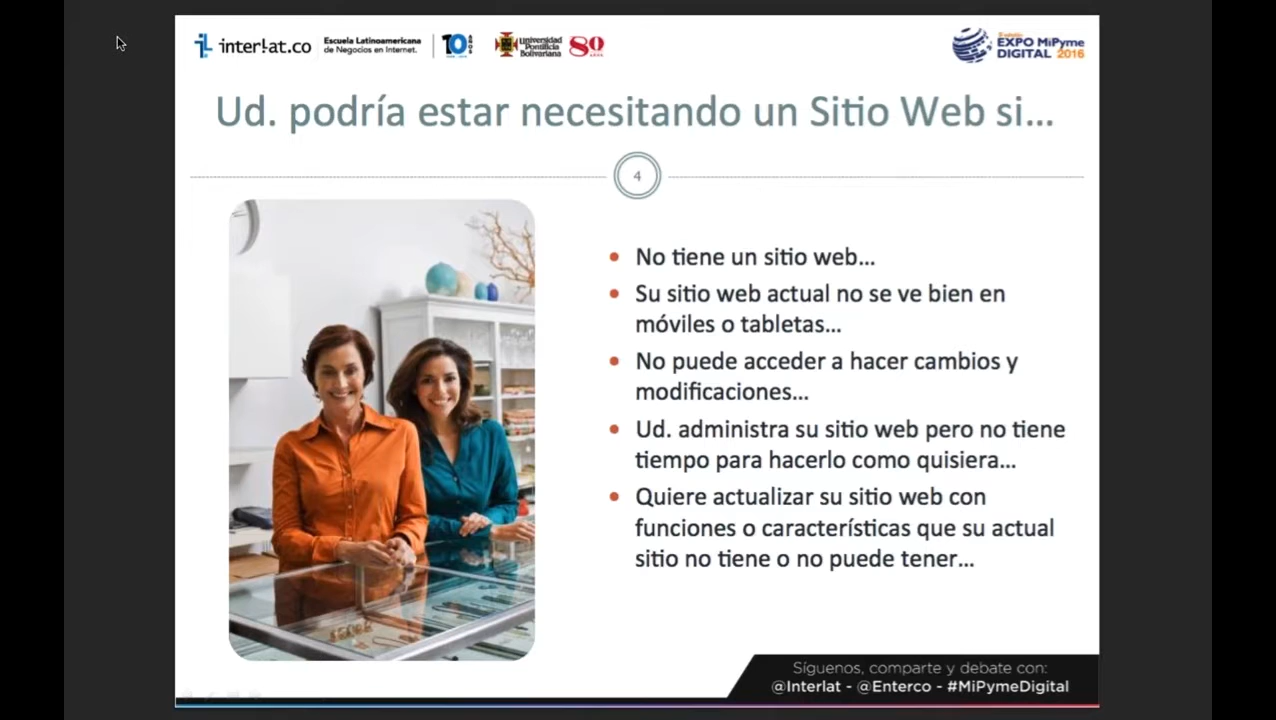 interlat.co
Escuela Latinoamericana
de Negocios en Internet.
10 AÑOS
Universidad
Pontificia
Bolivariana
80
EXPO MiPyme
DIGITAL 2016
Ud. podría estar necesitando un Sitio Web si...
4
• No tiene un sitio web...
• Su sitio web actual no se ve bien en
móviles o tabletas...
• No puede acceder a hacer cambios y
modificaciones...
• Ud. administra su sitio web pero no tiene
tiempo para hacerlo como quisiera...
• Quiere actualizar su sitio web con
funciones o características que su actual
sitio no tiene o no puede tener...
Síguenos, comparte y debate con:
@Interlat - @Enterco - #MiPymeDigital